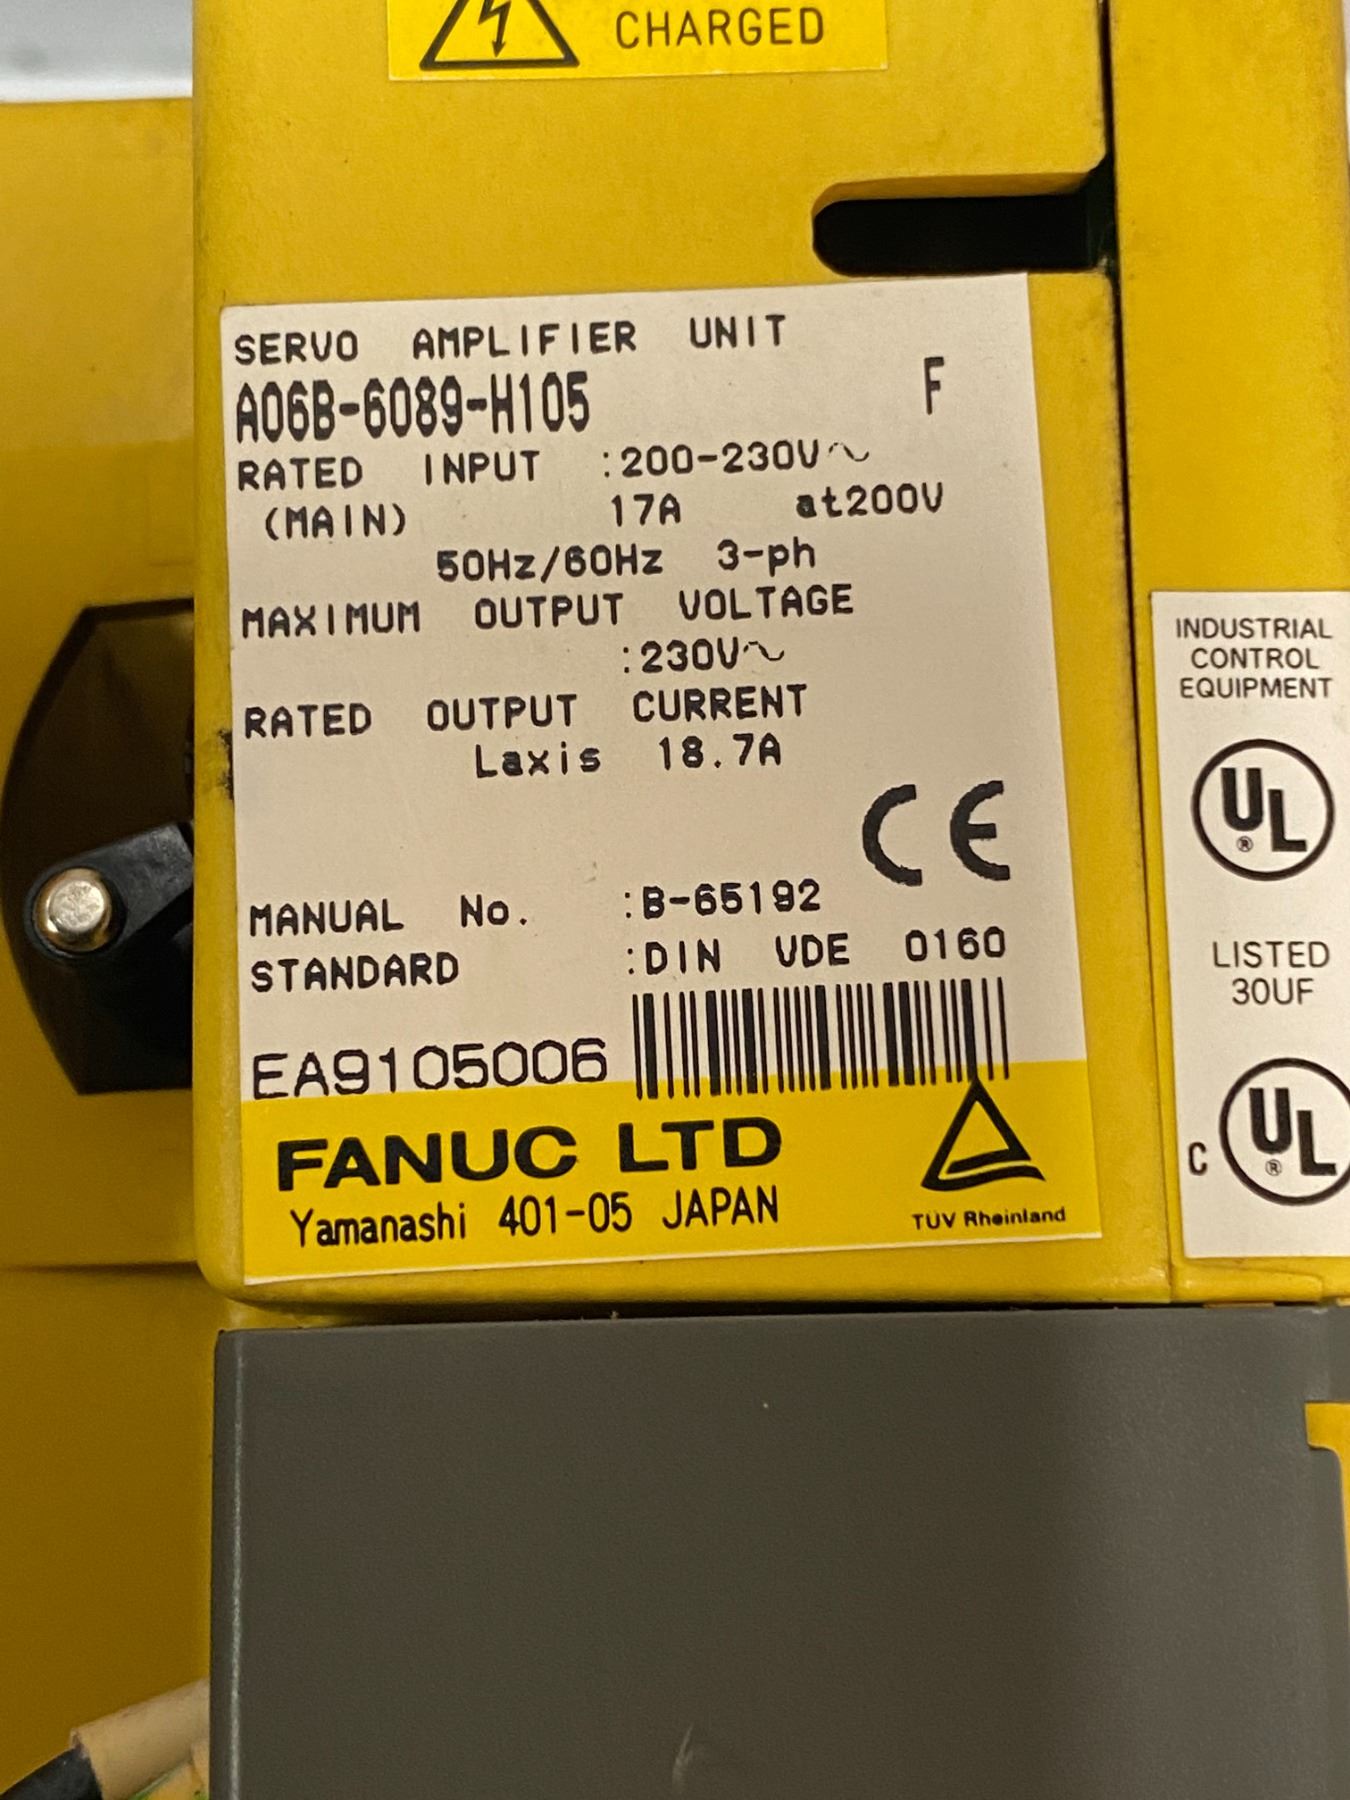 CHARGED
SERVO AMPLIFIER UNIT
A06B-6089-H105 F
RATED INPUT :200-230V~
(MAIN) 17A at200V
50Hz/60Hz 3-ph
MAXIMUM OUTPUT VOLTAGE
:230V~
RATED OUTPUT CURRENT
Laxis 18.7A
CE
MANUAL No. :B-65192
STANDARD :DIN VDE 0160
EA9105006
FANUC LTD
Yamanashi 401-05 JAPAN
TÜV Rheinland
INDUSTRIAL
CONTROL
EQUIPMENT
UL
®
LISTED
30UF
C UL
®